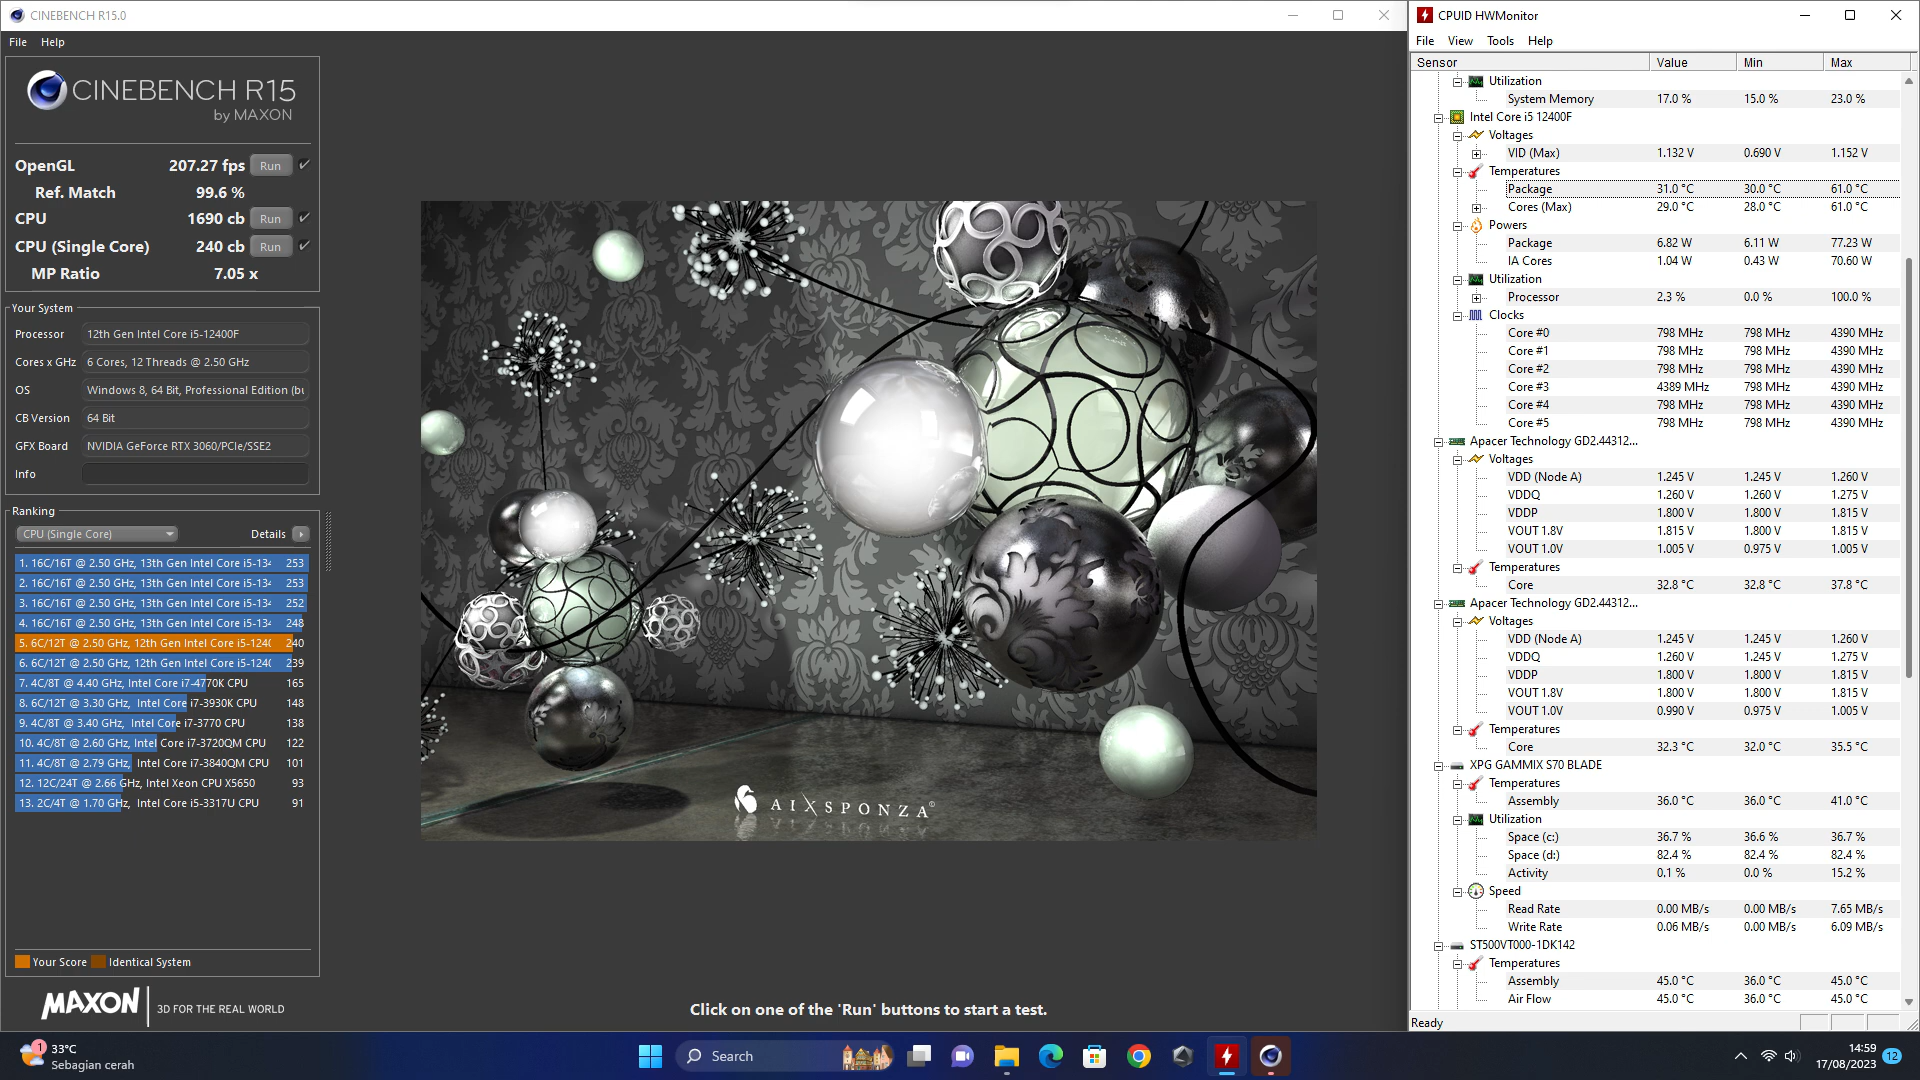 CINEBENCH R15.0
File Help
CINEBENCH R15
by MAXON
OpenGL 207.27 fps Run
Ref. Match 99.6 %
CPU 1690 cb Run
CPU (Single Core) 240 cb Run
MP Ratio 7.05 x
Your System
Processor 12th Gen Intel Core i5-12400F
Cores x GHz 6 Cores, 12 Threads @ 2.50 GHz
OS Windows 8, 64 Bit, Professional Edition (bu
CB Version 64 Bit
GFX Board NVIDIA GeForce RTX 3060/PCIe/SSE2
Info
Ranking
CPU (Single Core) Details
1. 16C/16T @ 2.50 GHz, 13th Gen Intel Core i5-134 253
2. 16C/16T @ 2.50 GHz, 13th Gen Intel Core i5-134 253
3. 16C/16T @ 2.50 GHz, 13th Gen Intel Core i5-134 252
4. 16C/16T @ 2.50 GHz, 13th Gen Intel Core i5-134 248
5. 6C/12T @ 2.50 GHz, 12th Gen Intel Core i5-1240 240
6. 6C/12T @ 2.50 GHz, 12th Gen Intel Core i5-1240 239
7. 4C/8T @ 4.40 GHz, Intel Core i7-4770K CPU 165
8. 6C/12T @ 3.30 GHz, Intel Core i7-3930K CPU 148
9. 4C/8T @ 3.40 GHz, Intel Core i7-3770 CPU 138
10. 4C/8T @ 2.60 GHz, Intel Core i7-3720QM CPU 122
11. 4C/8T @ 2.79 GHz, Intel Core i7-3840QM CPU 101
12. 12C/24T @ 2.66 GHz, Intel Xeon CPU X5650 93
13. 2C/4T @ 1.70 GHz, Intel Core i5-3317U CPU 91
Your Score Identical System
MAXON 3D FOR THE REAL WORLD
AIXSPONZA®
Click on one of the 'Run' buttons to start a test.
CPUID HWMonitor
File View Tools Help
Sensor Value Min Max
Utilization
System Memory 17.0 % 15.0 % 23.0 %
Intel Core i5 12400F
Voltages
VID (Max) 1.132 V 0.690 V 1.152 V
Temperatures
Package 31.0 °C 30.0 °C 61.0 °C
Cores (Max) 29.0 °C 28.0 °C 61.0 °C
Powers
Package 6.82 W 6.11 W 77.23 W
IA Cores 1.04 W 0.43 W 70.60 W
Utilization
Processor 2.3 % 0.0 % 100.0 %
Clocks
Core #0 798 MHz 798 MHz 4390 MHz
Core #1 798 MHz 798 MHz 4390 MHz
Core #2 798 MHz 798 MHz 4390 MHz
Core #3 4389 MHz 798 MHz 4390 MHz
Core #4 798 MHz 798 MHz 4390 MHz
Core #5 798 MHz 798 MHz 4390 MHz
Apacer Technology GD2.44312...
Voltages
VDD (Node A) 1.245 V 1.245 V 1.260 V
VDDQ 1.260 V 1.260 V 1.275 V
VDDP 1.800 V 1.800 V 1.815 V
VOUT 1.8V 1.815 V 1.800 V 1.815 V
VOUT 1.0V 1.005 V 0.975 V 1.005 V
Temperatures
Core 32.8 °C 32.8 °C 37.8 °C
Apacer Technology GD2.44312...
Voltages
VDD (Node A) 1.245 V 1.245 V 1.260 V
VDDQ 1.260 V 1.245 V 1.275 V
VDDP 1.800 V 1.800 V 1.815 V
VOUT 1.8V 1.800 V 1.800 V 1.815 V
VOUT 1.0V 0.990 V 0.975 V 1.005 V
Temperatures
Core 32.3 °C 32.0 °C 35.5 °C
XPG GAMMIX S70 BLADE
Temperatures
Assembly 36.0 °C 36.0 °C 41.0 °C
Utilization
Space (c:) 36.7 % 36.6 % 36.7 %
Space (d:) 82.4 % 82.4 % 82.4 %
Activity 0.1 % 0.0 % 15.2 %
Speed
Read Rate 0.00 MB/s 0.00 MB/s 7.65 MB/s
Write Rate 0.06 MB/s 0.00 MB/s 6.09 MB/s
ST500VT000-1DK142
Temperatures
Assembly 45.0 °C 36.0 °C 45.0 °C
Air Flow 45.0 °C 36.0 °C 45.0 °C
Ready
1 33°C
Sebagian cerah
Search
14:59
17/08/2023 12